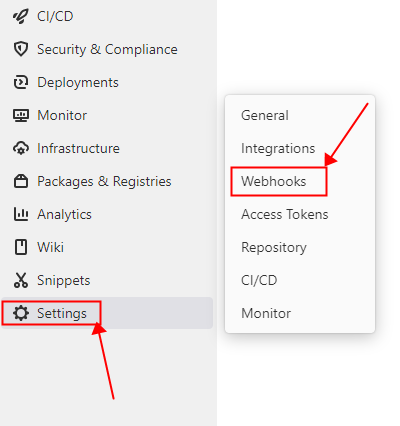 CI/CD
Security & Compliance
Deployments
Monitor
Infrastructure
Packages & Registries
Analytics
Wiki
Snippets
Settings
General
Integrations
Webhooks
Access Tokens
Repository
CI/CD
Monitor